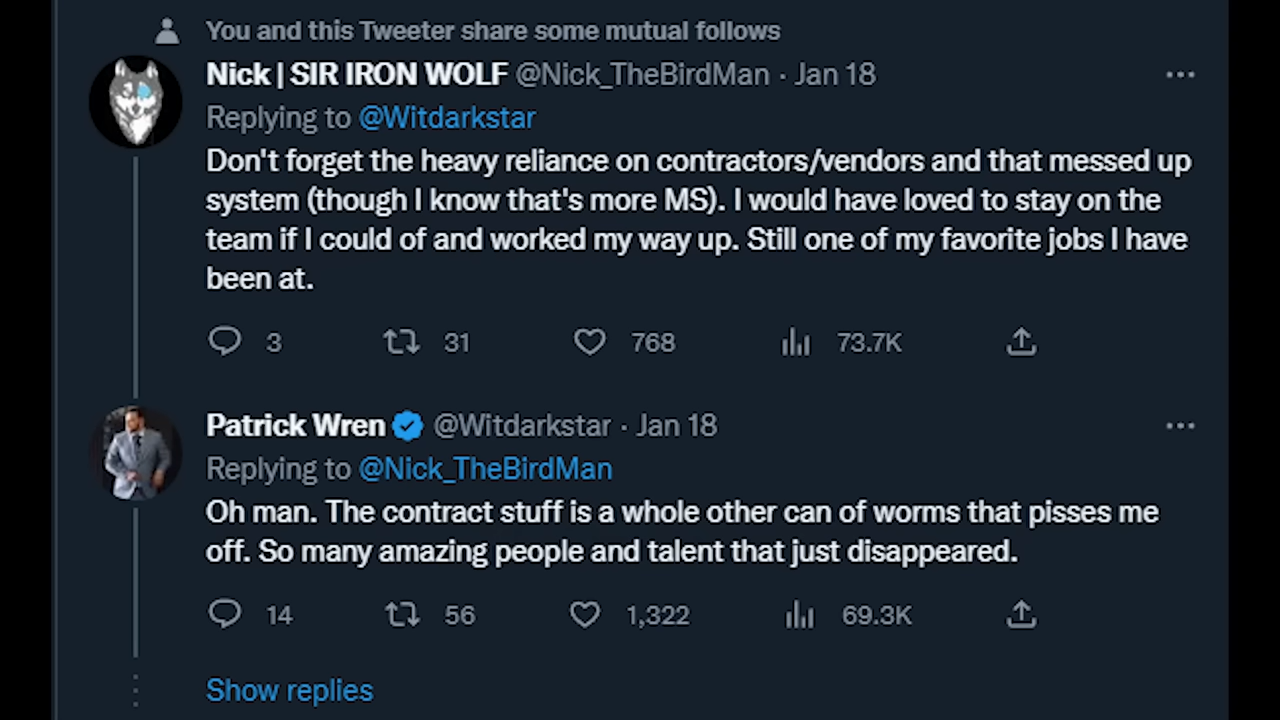 You and this Tweeter share some mutual follows
Nick | SIR IRON WOLF @Nick_TheBirdMan · Jan 18
Replying to @Witdarkstar
Don't forget the heavy reliance on contractors/vendors and that messed up
system (though I know that's more MS). I would have loved to stay on the
team if I could of and worked my way up. Still one of my favorite jobs I have
been at.
3 31 768 73.7K
Patrick Wren @Witdarkstar · Jan 18
Replying to @Nick_TheBirdMan
Oh man. The contract stuff is a whole other can of worms that pisses me
off. So many amazing people and talent that just disappeared.
14 56 1,322 69.3K
Show replies